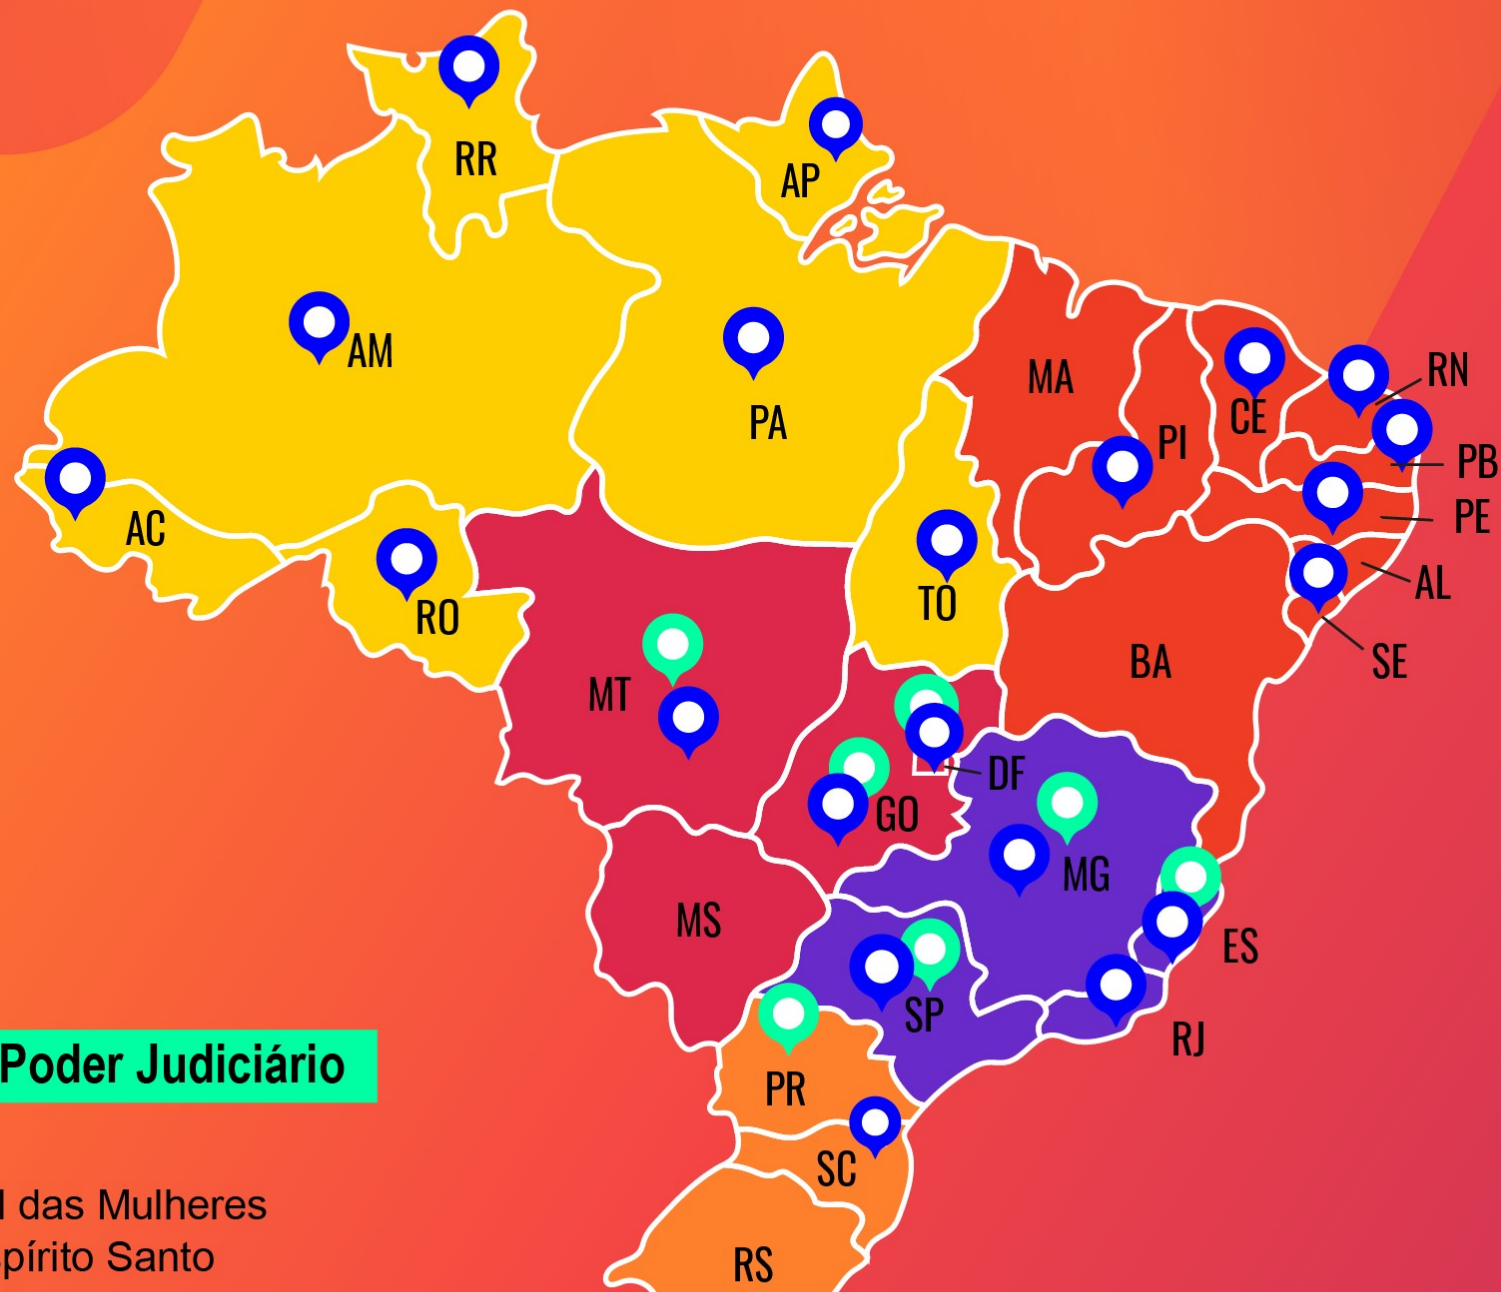 RR
AP
AM
PA
MA
PI
CE
RN
PB
PE
AL
SE
AC
RO
TO
BA
MT
DF
GO
MG
MS
ES
SP
RJ
PR
SC
RS
Poder Judiciário
das Mulheres
pírito Santo